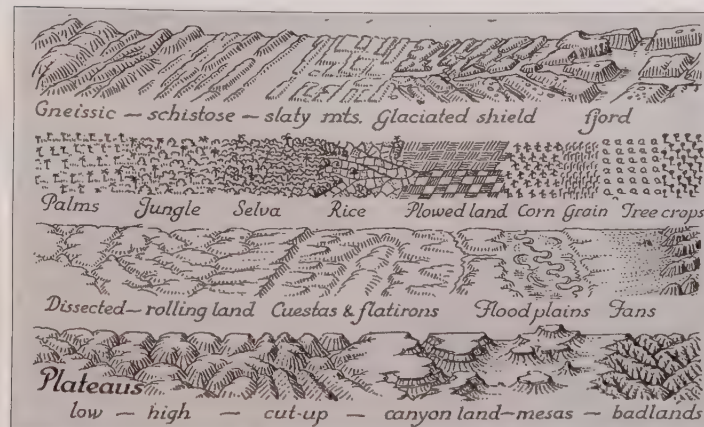 Gneissic — schistose — slaty mts. Glaciated shield fjord
Palms Jungle Selva Rice Plowed land Corn Grain Tree crops
Dissected — rolling land Cuestas & flatirons Flood plains Fans
Plateaus
low — high — cut-up — canyon land — mesas — badlands